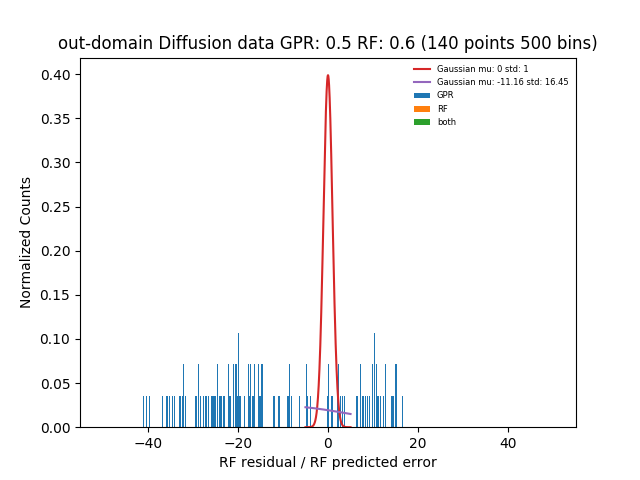 out-domain Diffusion data GPR: 0.5 RF: 0.6 (140 points 500 bins)
Gaussian mu: 0 std: 1
Gaussian mu: -11.16 std: 16.45
GPR
RF
both
Normalized Counts
0.40
0.35
0.30
0.25
0.20
0.15
0.10
0.05
0.00
−40 −20 0 20 40
RF residual / RF predicted error